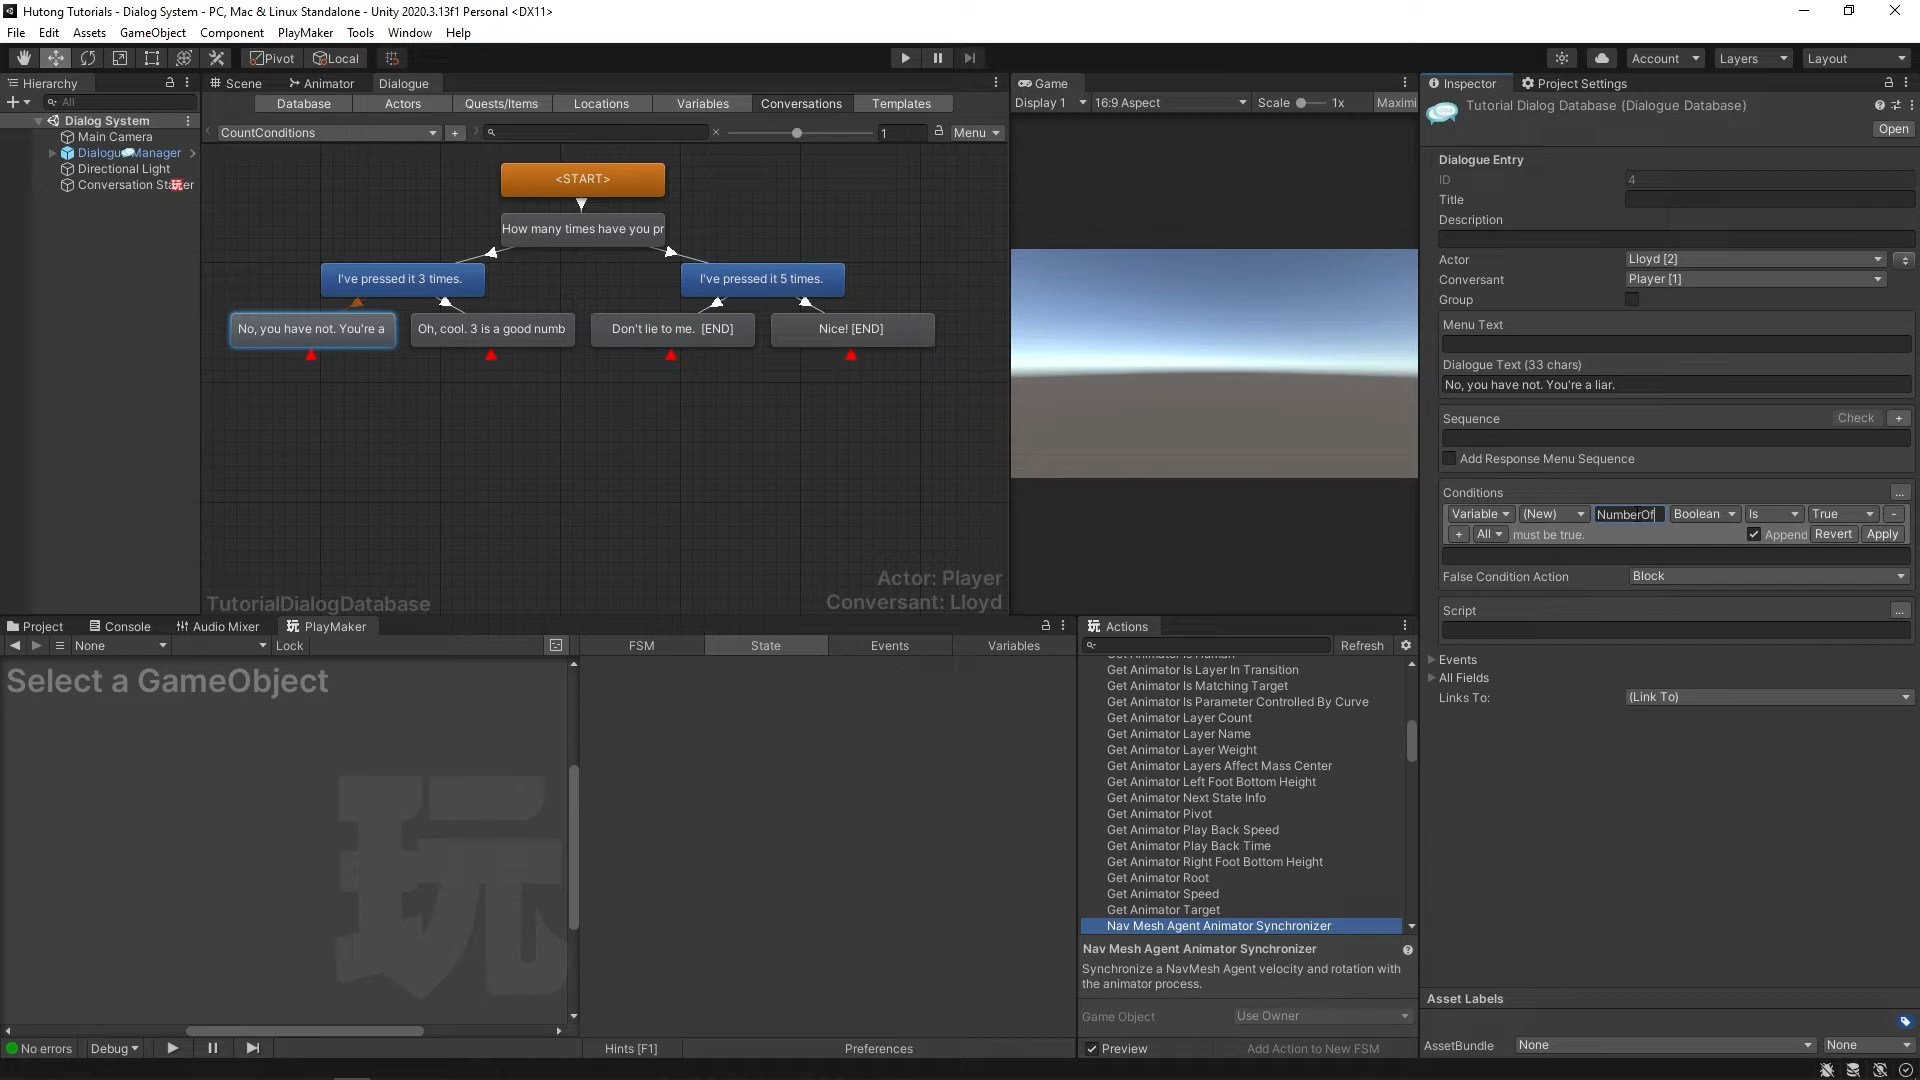 Hutong Tutorials - Dialog System - PC, Mac & Linux Standalone - Unity 2020.3.13f1 Personal <DX11>
File Edit Assets GameObject Component PlayMaker Tools Window Help
Pivot Local Account Layers Layout
Hierarchy Scene Animator Dialogue Game Inspector Project Settings
All
Database Actors Quests/Items Locations Variables Conversations Templates
Display 1 16:9 Aspect Scale 1x Maximi
Tutorial Dialog Database (Dialogue Database)
Open
Dialog System
Main Camera
Directional Light
CountConditions + 1 Menu
<START>
How many times have you pr
I've pressed it 3 times. I've pressed it 5 times.
No, you have not. You're a Oh, cool. 3 is a good numb Don't lie to me. [END] Nice! [END]
Actor: Player
Conversant: Lloyd
TutorialDialogDatabase
Dialogue Entry
ID 4
Title
Description
Actor Lloyd [2]
Conversant Player [1]
Group
Menu Text
Dialogue Text (33 chars)
No, you have not. You're a liar.
Sequence Check +
Add Response Menu Sequence
Conditions ...
Variable (New) NumberOf Boolean Is True -
+ All must be true. Append Revert Apply
False Condition Action Block
Script ...
Events
All Fields
Links To: (Link To)
Project Console Audio Mixer PlayMaker
None Lock FSM State Events Variables
Select a GameObject
玩
Actions
Refresh
Get Animator Is Human
Get Animator Is Layer In Transition
Get Animator Is Matching Target
Get Animator Is Parameter Controlled By Curve
Get Animator Layer Count
Get Animator Layer Name
Get Animator Layer Weight
Get Animator Layers Affect Mass Center
Get Animator Left Foot Bottom Height
Get Animator Next State Info
Get Animator Pivot
Get Animator Play Back Speed
Get Animator Play Back Time
Get Animator Right Foot Bottom Height
Get Animator Root
Get Animator Speed
Get Animator Target
Nav Mesh Agent Animator Synchronizer
Nav Mesh Agent Animator Synchronizer
Synchronize a NavMesh Agent velocity and rotation with
the animator process.
Game Object Use Owner
Preview Add Action to New FSM
No errors Debug Hints [F1] Preferences
Asset Labels
AssetBundle None None